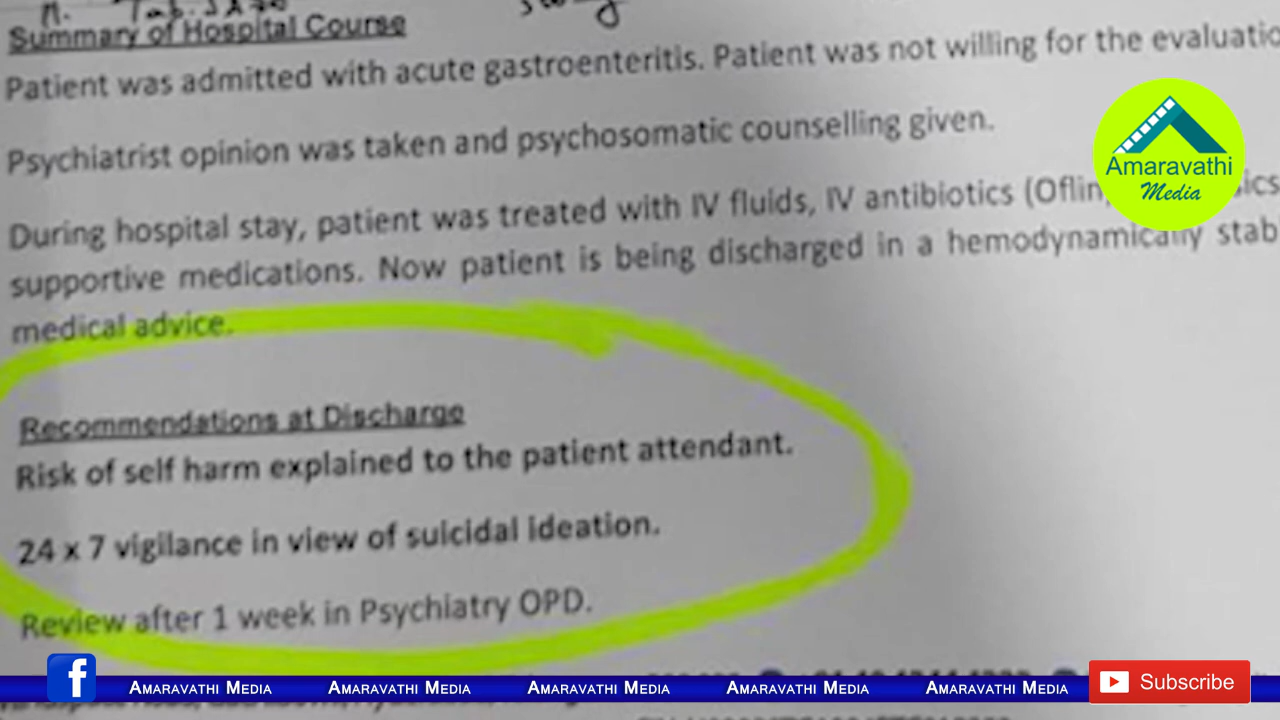 Summary of Hospital Course
Patient was admitted with acute gastroenteritis. Patient was not willing for the
Psychiatrist opinion was taken and psychosomatic counselling given.
During hospital stay, patient was treated with IV fluids, IV antibiotics
supportive medications. Now patient is being discharged in a hemodynamically
medical advice.
Recommendations at Discharge
Risk of self harm explained to the patient attendant.
24 x 7 vigilance in view of suicidal ideation.
Review after 1 week in Psychiatry OPD.
Amaravathi
Media
f
Amaravathi Media Amaravathi Media Amaravathi Media Amaravathi Media Amaravathi Media
Subscribe